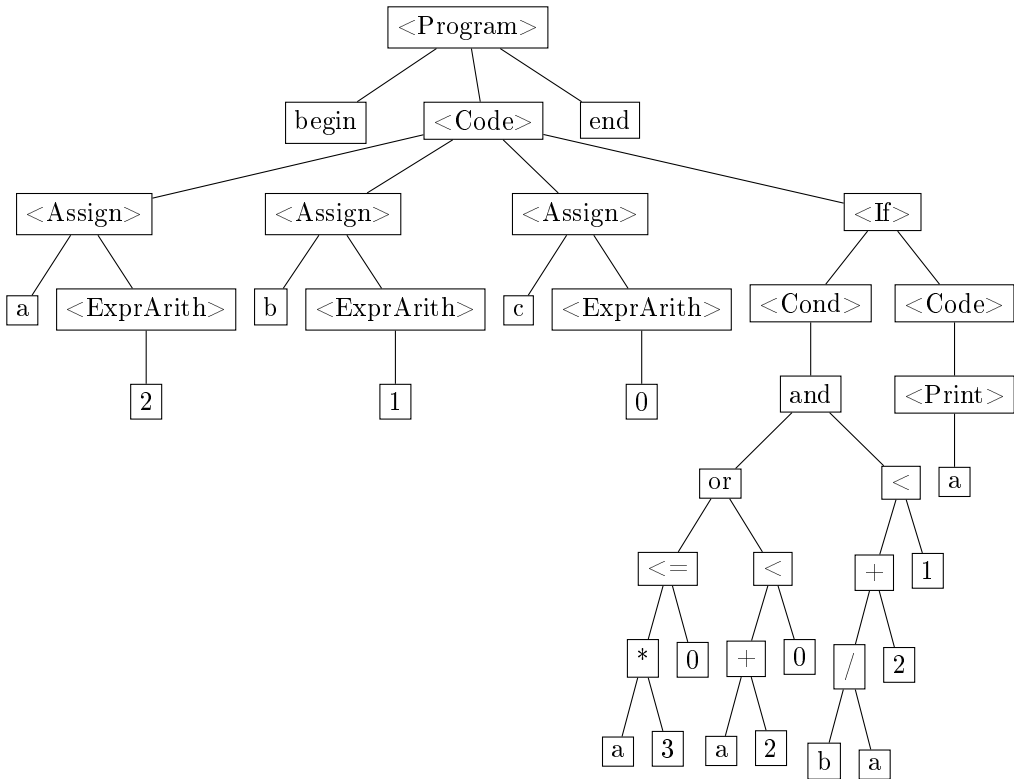 <Program>
begin <Code> end
<Assign> <Assign> <Assign> <If>
a <ExprArith> b <ExprArith> c <ExprArith> <Cond> <Code>
2 1 0 and <Print>
or < a
<= < + 1
* 0 + 0 / 2
a 3 a 2 b a